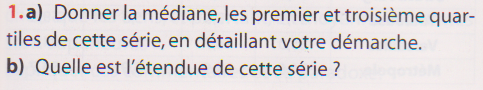 1.a) Donner la médiane, les premier et troisième quar-
tiles de cette série, en détaillant votre démarche.
b) Quelle est l'étendue de cette série ?